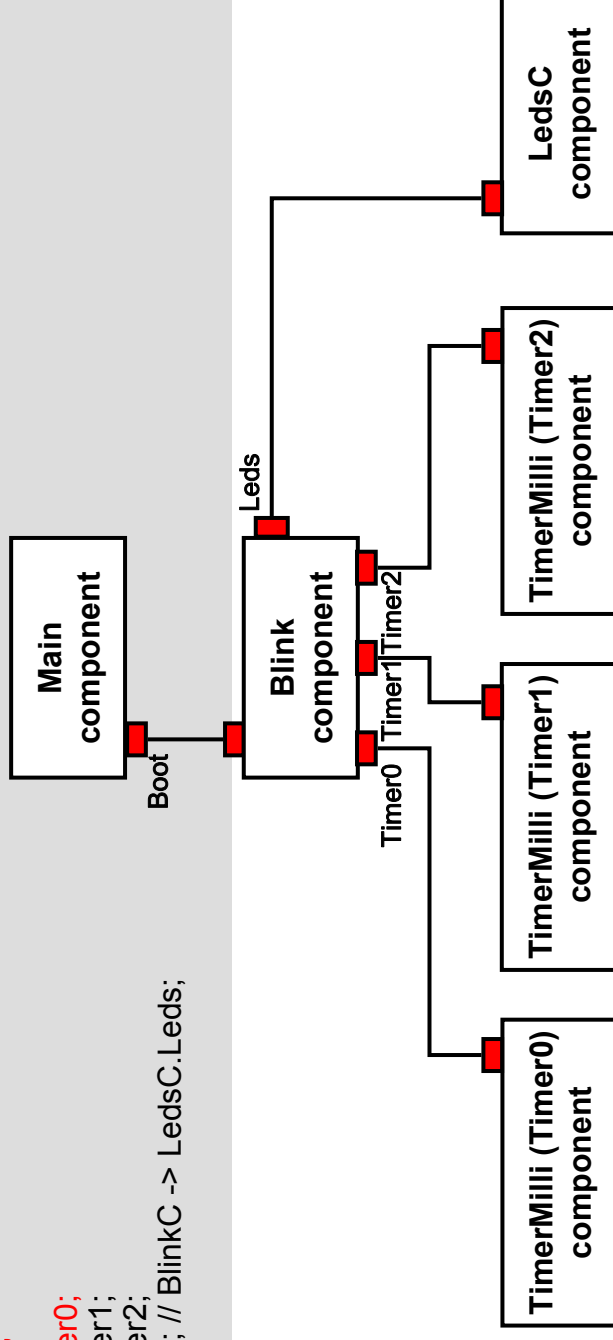 er0;
er1;
er2;
; // BlinkC -> LedsC.Leds;
Main
component
Boot
Leds
Blink
component
Timer0
Timer1
Timer2
TimerMilli (Timer0)
component
TimerMilli (Timer1)
component
TimerMilli (Timer2)
component
LedsC
component